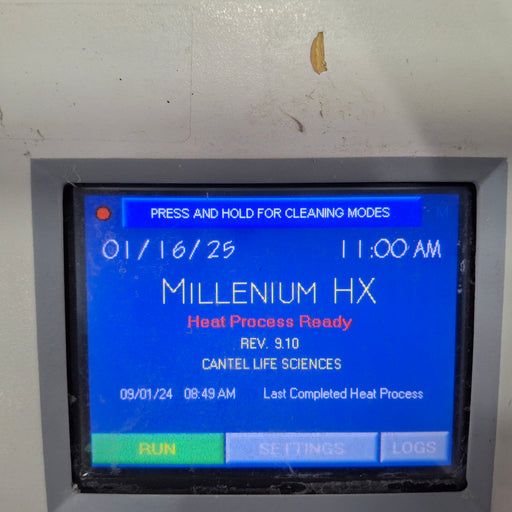 PRESS AND HOLD FOR CLEANING MODES
01/16/25 11:00 AM
MILLENIUM HX
Heat Process Ready
REV. 9.10
CANTEL LIFE SCIENCES
09/01/24 08:49 AM Last Completed Heat Process
RUN SETTINGS LOGS